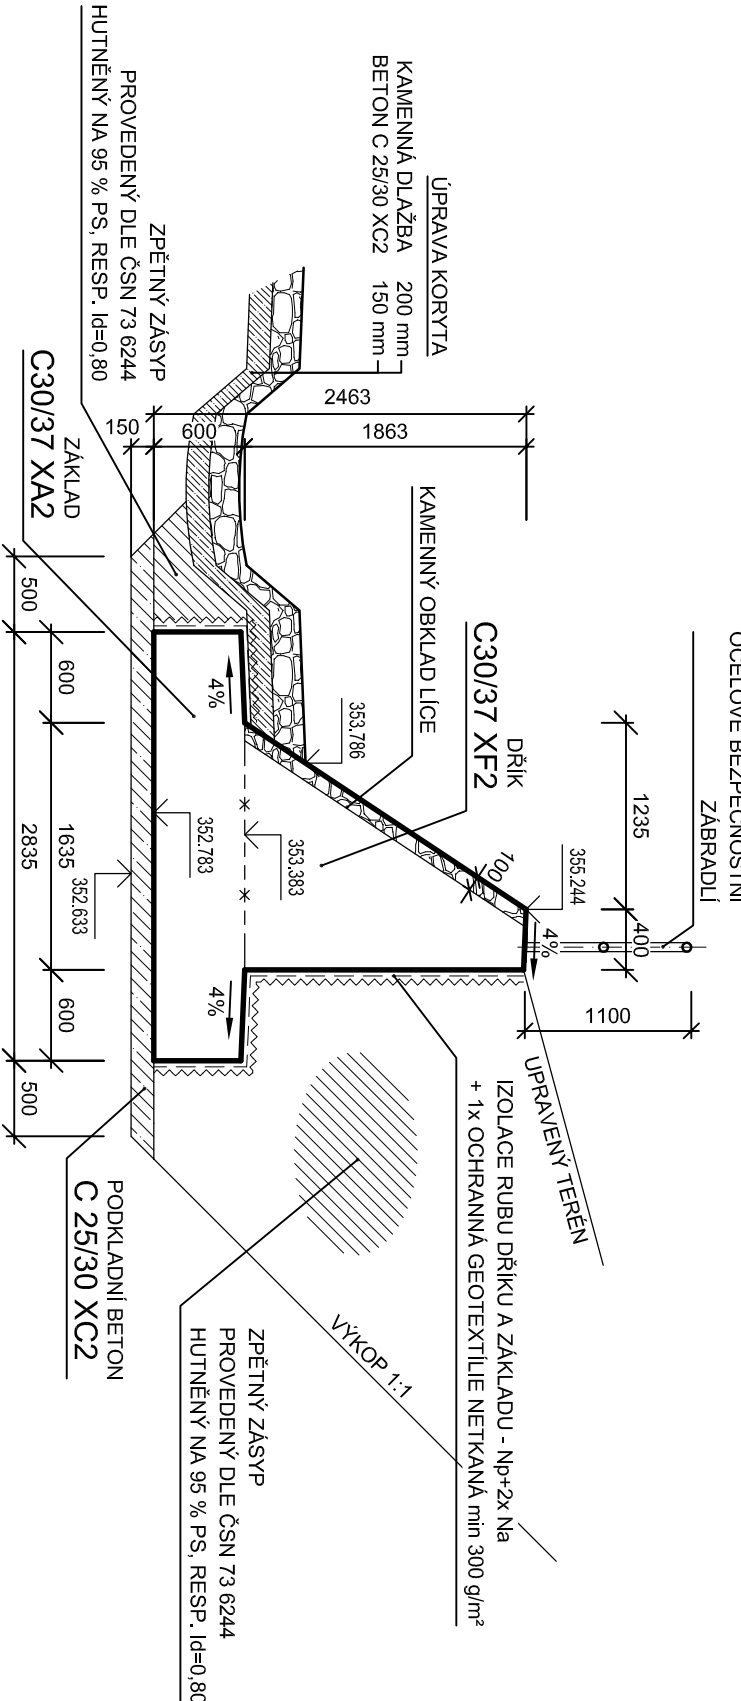 OCELOVÉ BEZPEČNOSTNÍ
ZÁBRADLÍ
1235
400
1100
355.244
4%
UPRAVENÝ TERÉN
ÚPRAVA KORYTA
KAMENNÁ DLAŽBA 200 mm
BETON C 25/30 XC2 150 mm
2463
1863
600
150
KAMENNÝ OBKLAD LÍCE
DŘÍK
C30/37 XF2
353.786
100
353.383
352.783
352.633
4%
4%
IZOLACE RUBU DŘÍKU A ZÁKLADU - Np+2x Na
+ 1x OCHRANNÁ GEOTEXTÍLIE NETKANÁ min 300 g/m²
VÝKOP 1:1
ZPĚTNÝ ZÁSYP
PROVEDENÝ DLE ČSN 73 6244
HUTNĚNÝ NA 95 % PS, RESP. Id=0,80
ZÁKLAD
C30/37 XA2
600
1635
600
500
2835
500
PODKLADNÍ BETON
C 25/30 XC2
ZPĚTNÝ ZÁSYP
PROVEDENÝ DLE ČSN 73 6244
HUTNĚNÝ NA 95 % PS, RESP. Id=0,80